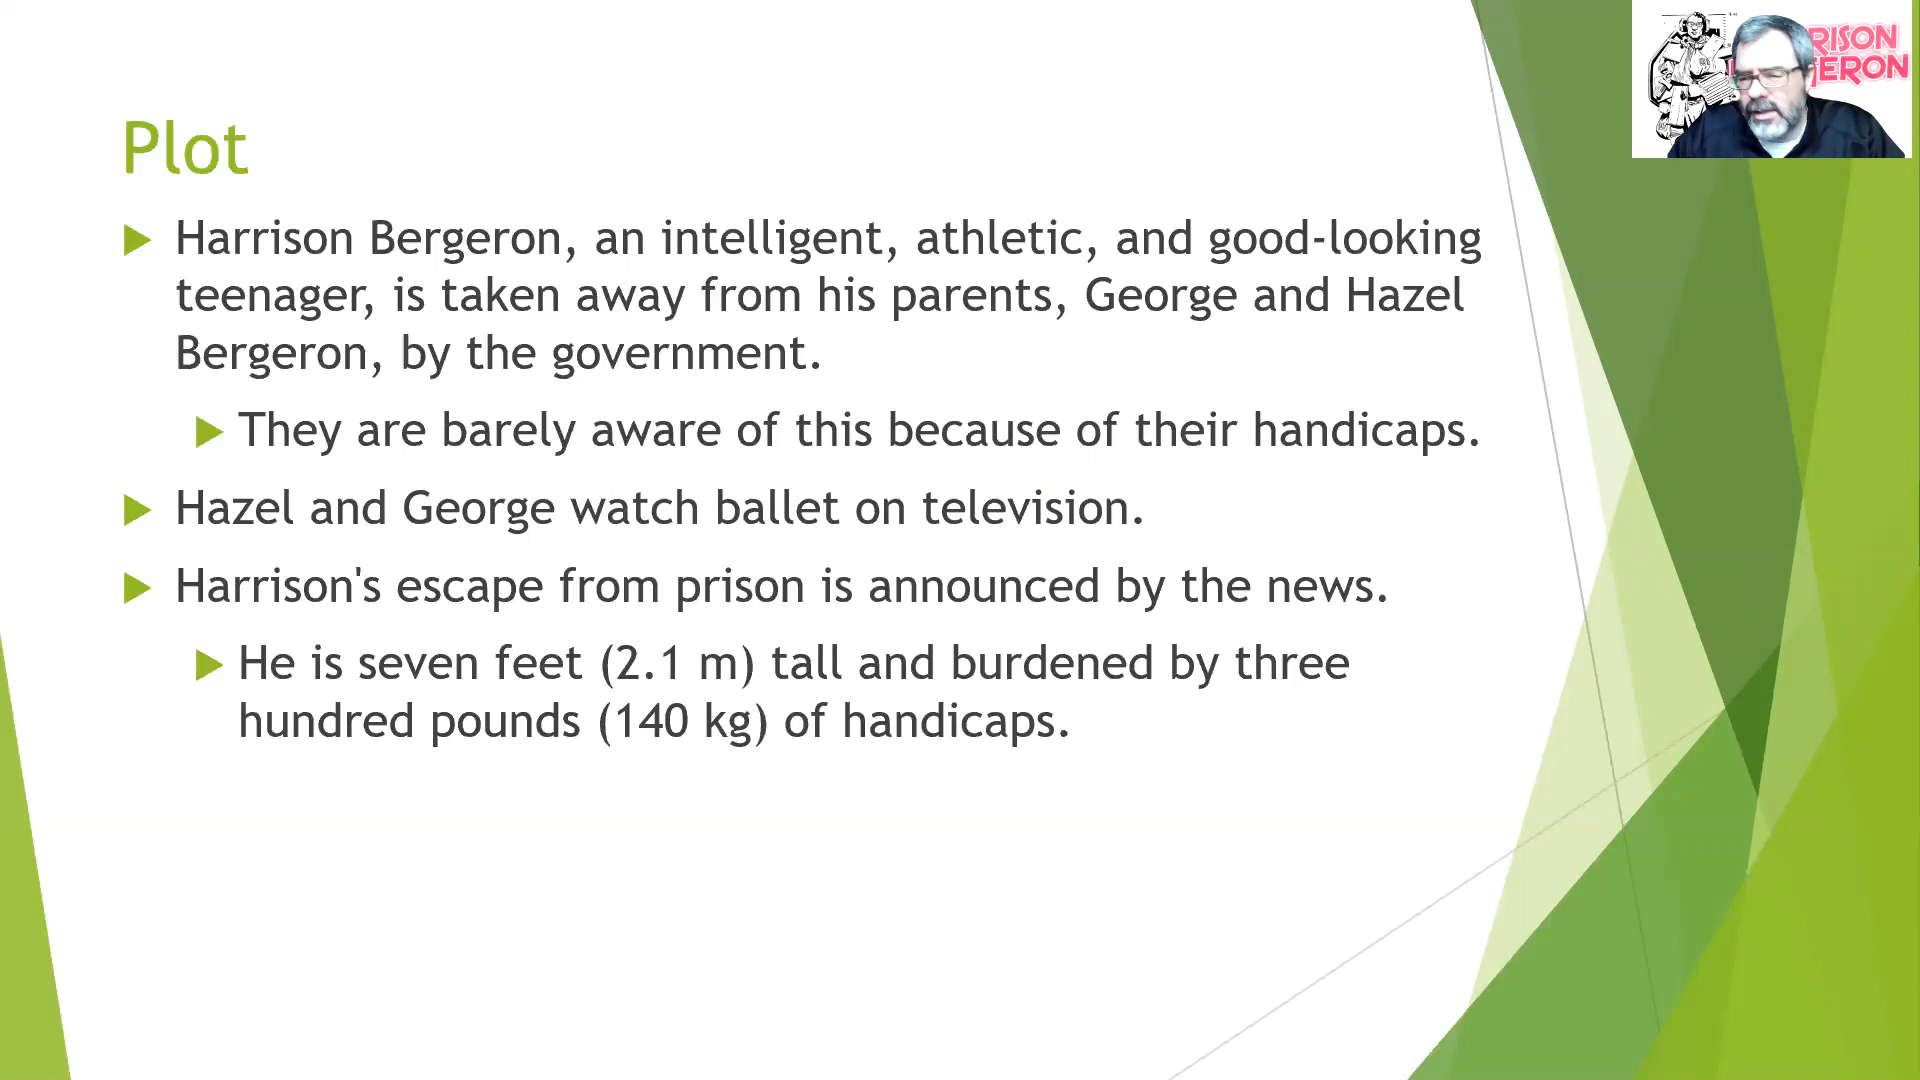 Plot
Harrison Bergeron, an intelligent, athletic, and good-looking
teenager, is taken away from his parents, George and Hazel
Bergeron, by the government.
They are barely aware of this because of their handicaps.
Hazel and George watch ballet on television.
Harrison's escape from prison is announced by the news.
He is seven feet (2.1 m) tall and burdened by three
hundred pounds (140 kg) of handicaps.